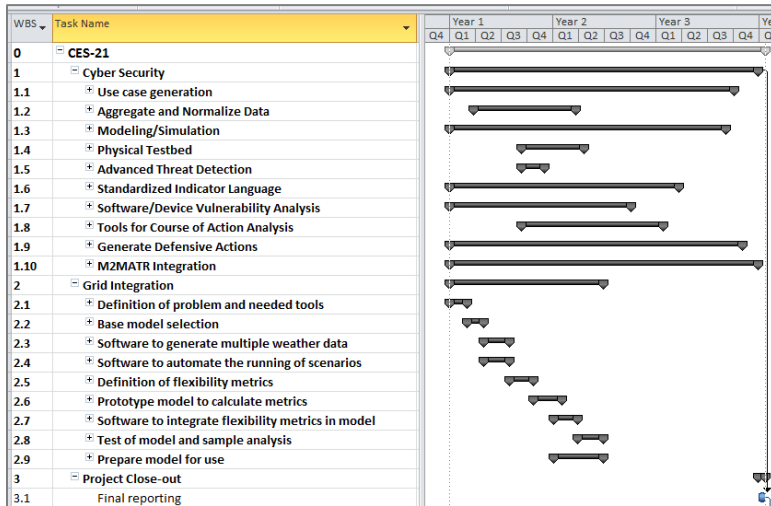 WBS Task Name Year 1 Year 2 Year 3 Ye
Q4 Q1 Q2 Q3 Q4 Q1 Q2 Q3 Q4 Q1 Q2 Q3 Q4 Q
0 CES-21
1 Cyber Security
1.1 Use case generation
1.2 Aggregate and Normalize Data
1.3 Modeling/Simulation
1.4 Physical Testbed
1.5 Advanced Threat Detection
1.6 Standardized Indicator Language
1.7 Software/Device Vulnerability Analysis
1.8 Tools for Course of Action Analysis
1.9 Generate Defensive Actions
1.10 M2MATR Integration
2 Grid Integration
2.1 Definition of problem and needed tools
2.2 Base model selection
2.3 Software to generate multiple weather data
2.4 Software to automate the running of scenarios
2.5 Definition of flexibility metrics
2.6 Prototype model to calculate metrics
2.7 Software to integrate flexibility metrics in model
2.8 Test of model and sample analysis
2.9 Prepare model for use
3 Project Close-out
3.1 Final reporting